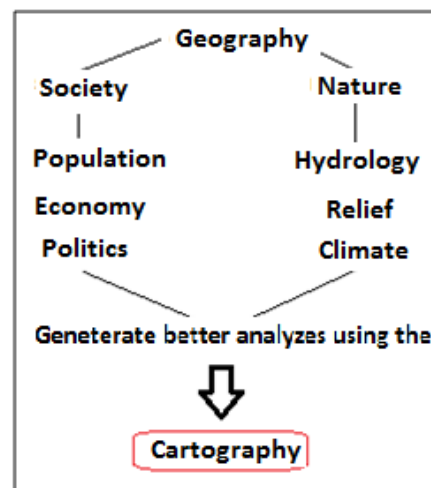 Geography
Society Nature
Population Hydrology
Economy Relief
Politics Climate
Geneterate better analyzes using the
Cartography